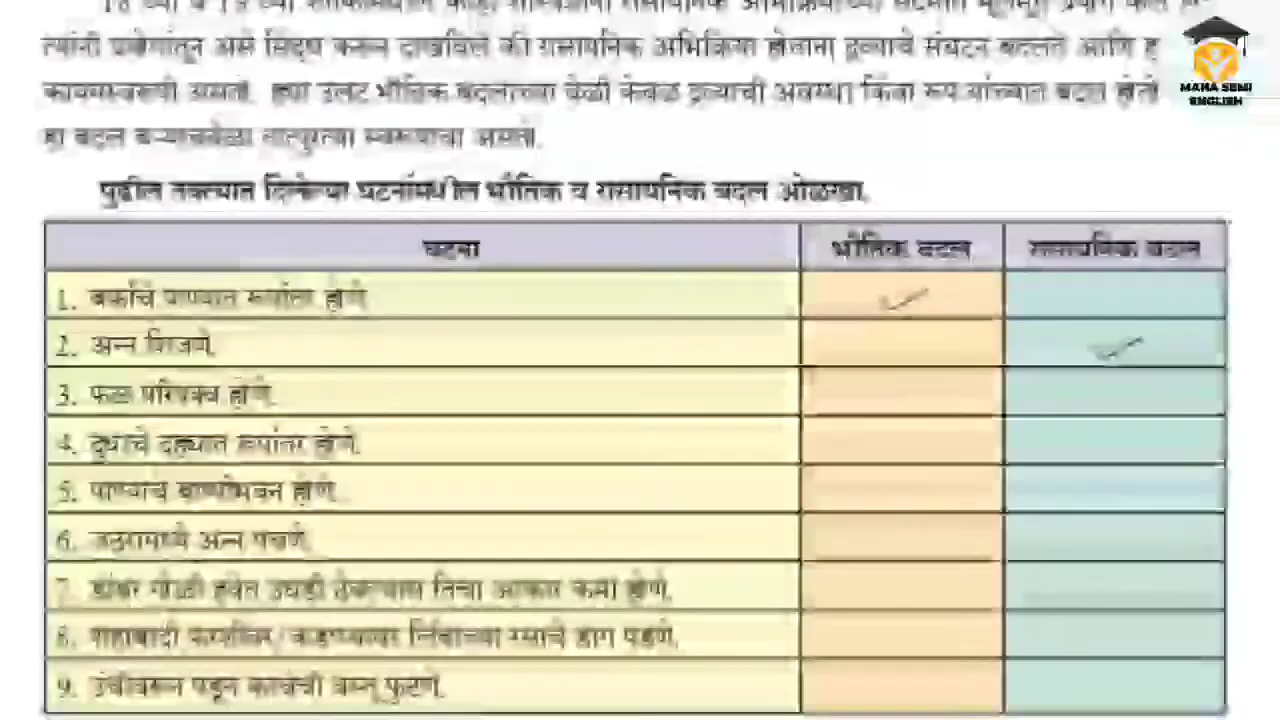 त्यांनी प्रयोगांतून असे सिद्ध करून दाखविले की रासायनिक अभिक्रिया होताना द्रव्याचे संघटन बदलते आणि ह
कायमस्वरूपी असतो. ह्या उलट भौतिक बदलाच्या वेळी केवळ द्रव्याची अवस्था किंवा रूप यांच्यात बदल होतो
हा बदल बऱ्याचवेळा तात्पुरत्या स्वरूपाचा असतो.
MAHA SEMI
ENGLISH
पुढील तक्त्यात दिलेल्या घटनांमधील भौतिक व रासायनिक बदल ओळखा.
घटना भौतिक बदल रासायनिक बदल
1. बर्फाचे पाण्यात रूपांतर होणे. ✓
2. अन्न शिजणे. ✓
3. फळ परिपक्व होणे.
4. दुधाचे दह्यात रूपांतर होणे.
5. पाण्याचे बाष्पीभवन होणे.
6. जठरामध्ये अन्न पचणे.
7. डांबर गोळी हवेत उघडी ठेवल्यास तिचा आकार कमी होणे.
8. शहाबादी फरशीवर/ कडप्प्यावर लिंबाच्या रसाचे डाग पडणे.
9. उंचीवरून पडून काचेची वस्तू फुटणे.